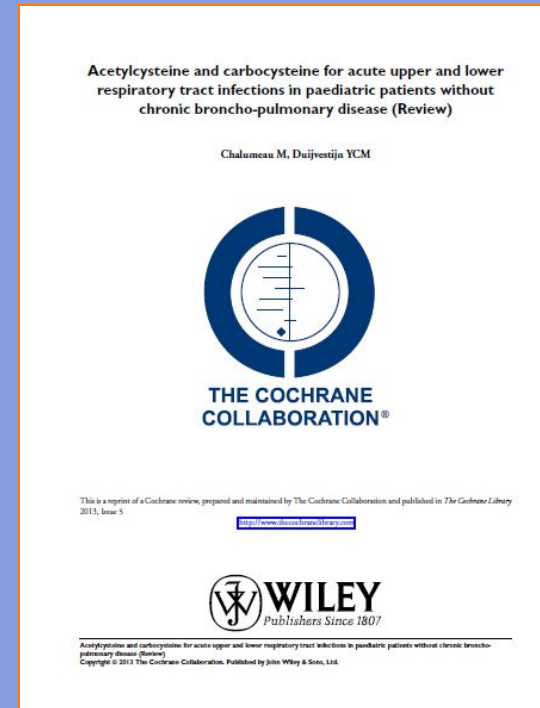 Acetylcysteine and carbocysteine for acute upper and lower
respiratory tract infections in paediatric patients without
chronic broncho-pulmonary disease (Review)
Chalumeau M, Duijvestijn YCM
THE COCHRANE
COLLABORATION®
This is a reprint of a Cochrane review, prepared and maintained by The Cochrane Collaboration and published in The Cochrane Library
2013, Issue 5
http://www.thecochranelibrary.com
WILEY
Publishers Since 1807
Acetylcysteine and carbocysteine for acute upper and lower respiratory tract infections in paediatric patients without chronic broncho-
pulmonary disease (Review)
Copyright © 2013 The Cochrane Collaboration. Published by John Wiley & Sons, Ltd.